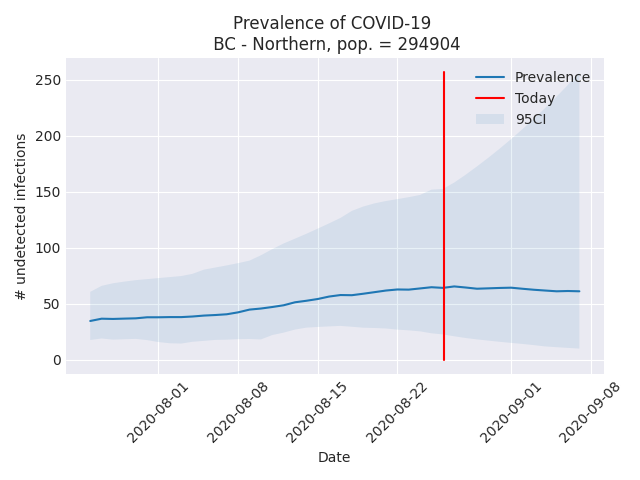 Prevalence of COVID-19
BC - Northern, pop. = 294904
Prevalence
Today
95CI
250
200
150
100
50
0
# undetected infections
2020-08-01
2020-08-08
2020-08-15
2020-08-22
2020-09-01
2020-09-08
Date